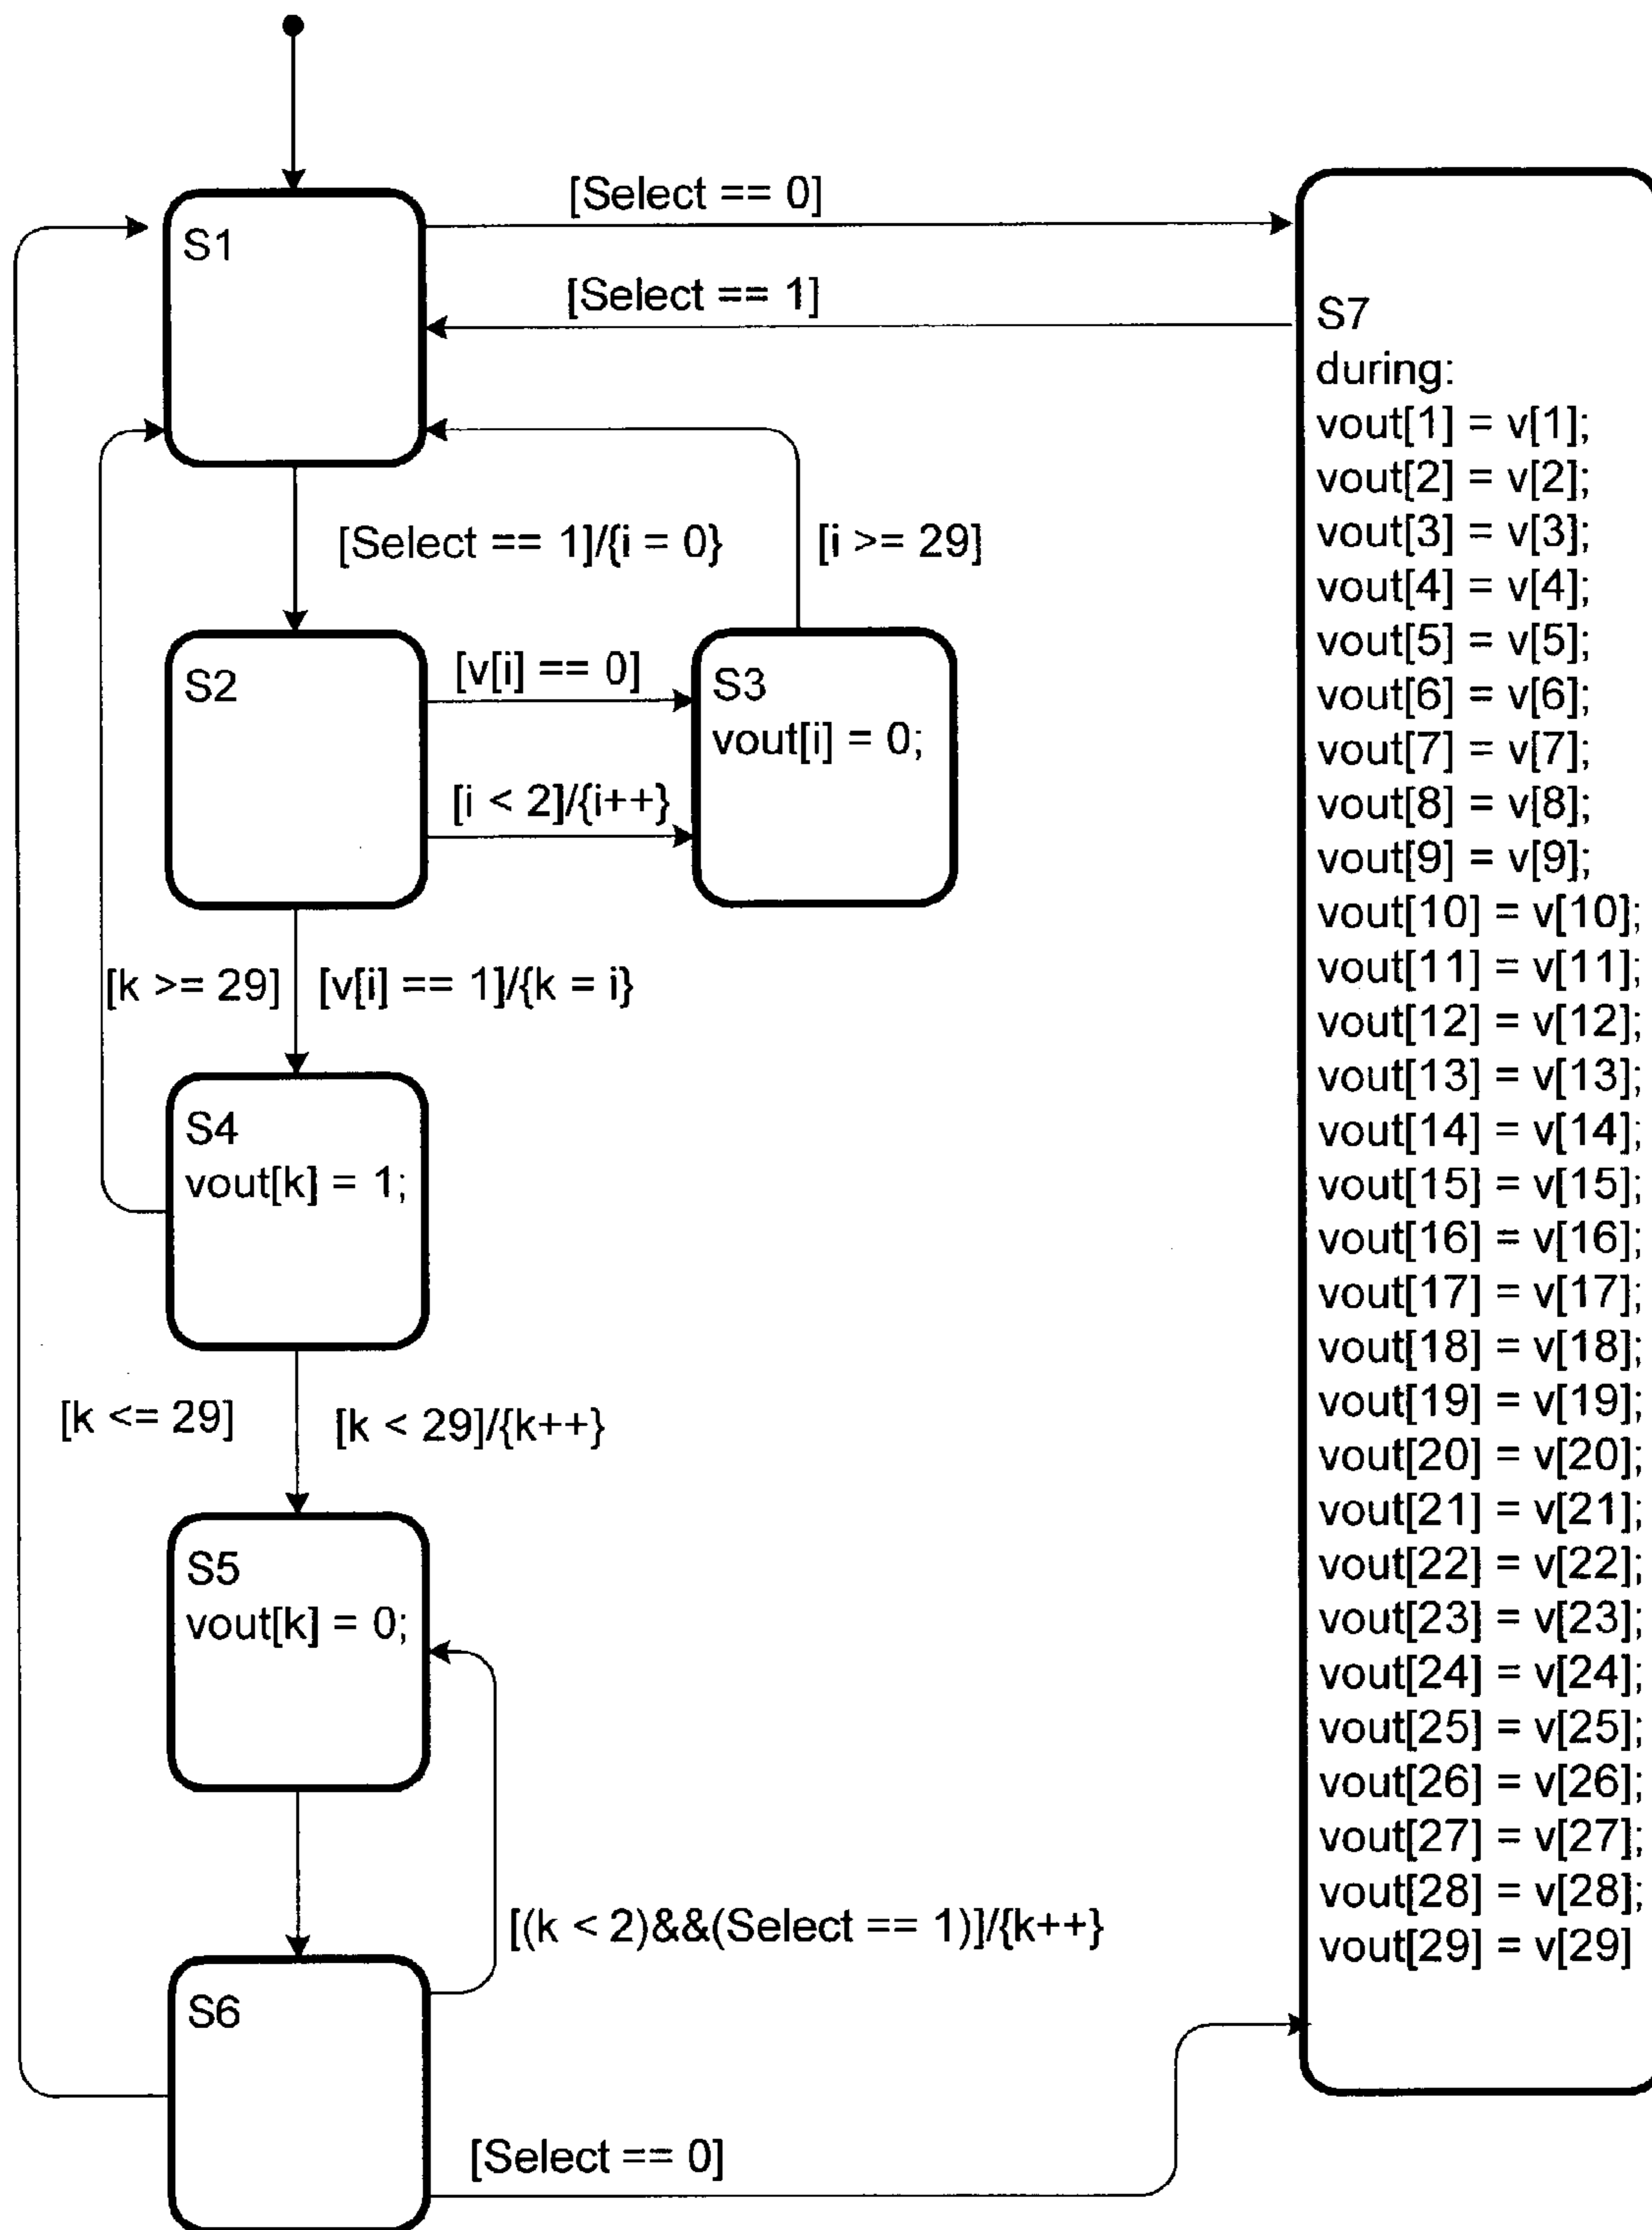 [Select == 0]
S1
[Select == 1]
[Select == 1]/{i = 0}
[i >= 29]
S2
[v[i] == 0]
S3
vout[i] = 0;
[i < 2]/{i++}
[k >= 29]
[v[i] == 1]/{k = i}
S4
vout[k] = 1;
[k <= 29]
[k < 29]/{k++}
S5
vout[k] = 0;
[(k < 2)&&(Select == 1)]/{k++}
S6
[Select == 0]
S7
during:
vout[1] = v[1];
vout[2] = v[2];
vout[3] = v[3];
vout[4] = v[4];
vout[5] = v[5];
vout[6] = v[6];
vout[7] = v[7];
vout[8] = v[8];
vout[9] = v[9];
vout[10] = v[10];
vout[11] = v[11];
vout[12] = v[12];
vout[13] = v[13];
vout[14] = v[14];
vout[15] = v[15];
vout[16] = v[16];
vout[17] = v[17];
vout[18] = v[18];
vout[19] = v[19];
vout[20] = v[20];
vout[21] = v[21];
vout[22] = v[22];
vout[23] = v[23];
vout[24] = v[24];
vout[25] = v[25];
vout[26] = v[26];
vout[27] = v[27];
vout[28] = v[28];
vout[29] = v[29]